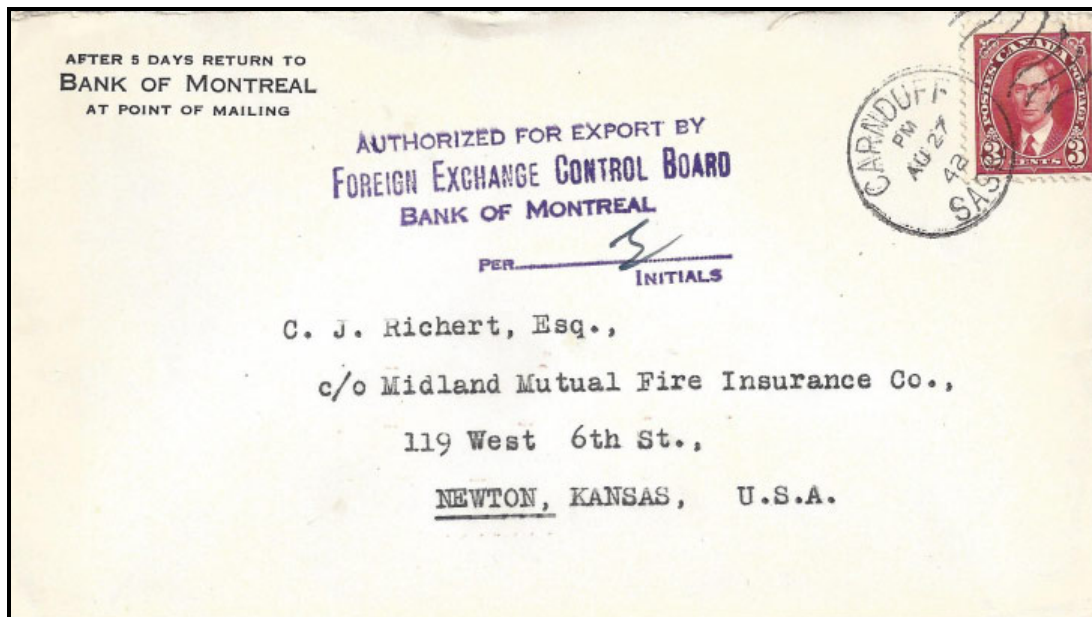 AFTER 5 DAYS RETURN TO
BANK OF MONTREAL
AT POINT OF MAILING
AUTHORIZED FOR EXPORT BY
FOREIGN EXCHANGE CONTROL BOARD
BANK OF MONTREAL
PER
INITIALS
CARNDUFF
PM
AU 27
42
SASK
POSTES CANADA POSTAGE
3 CENTS 3
C. J. Richert, Esq.,
c/o Midland Mutual Fire Insurance Co.,
119 West 6th St.,
NEWTON, KANSAS, U.S.A.